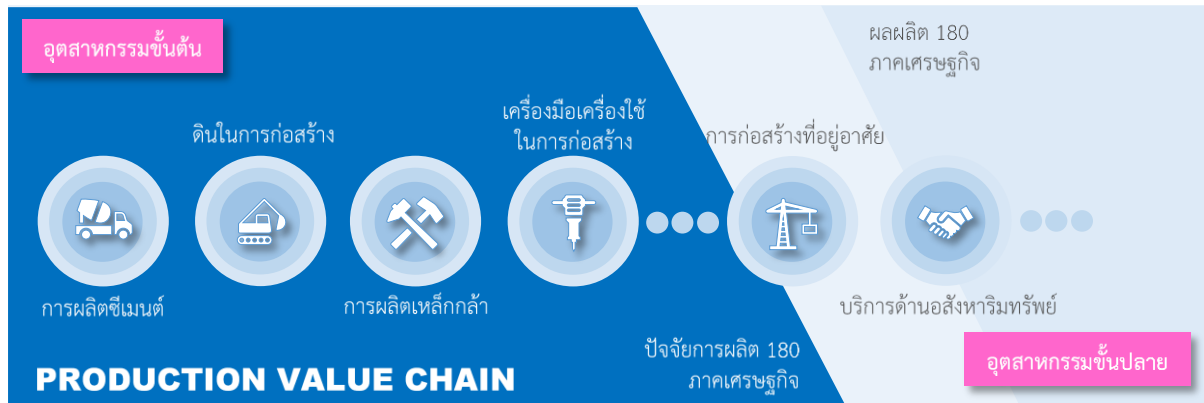 อุตสาหกรรมขั้นต้น
ผลผลิต 180
ภาคเศรษฐกิจ
เครื่องมือเครื่องใช้
ในการก่อสร้าง
ดินในการก่อสร้าง
การก่อสร้างที่อยู่อาศัย
การผลิตซีเมนต์
การผลิตเหล็กกล้า
บริการด้านอสังหาริมทรัพย์
ปัจจัยการผลิต 180
ภาคเศรษฐกิจ
อุตสาหกรรมขั้นปลาย
PRODUCTION VALUE CHAIN